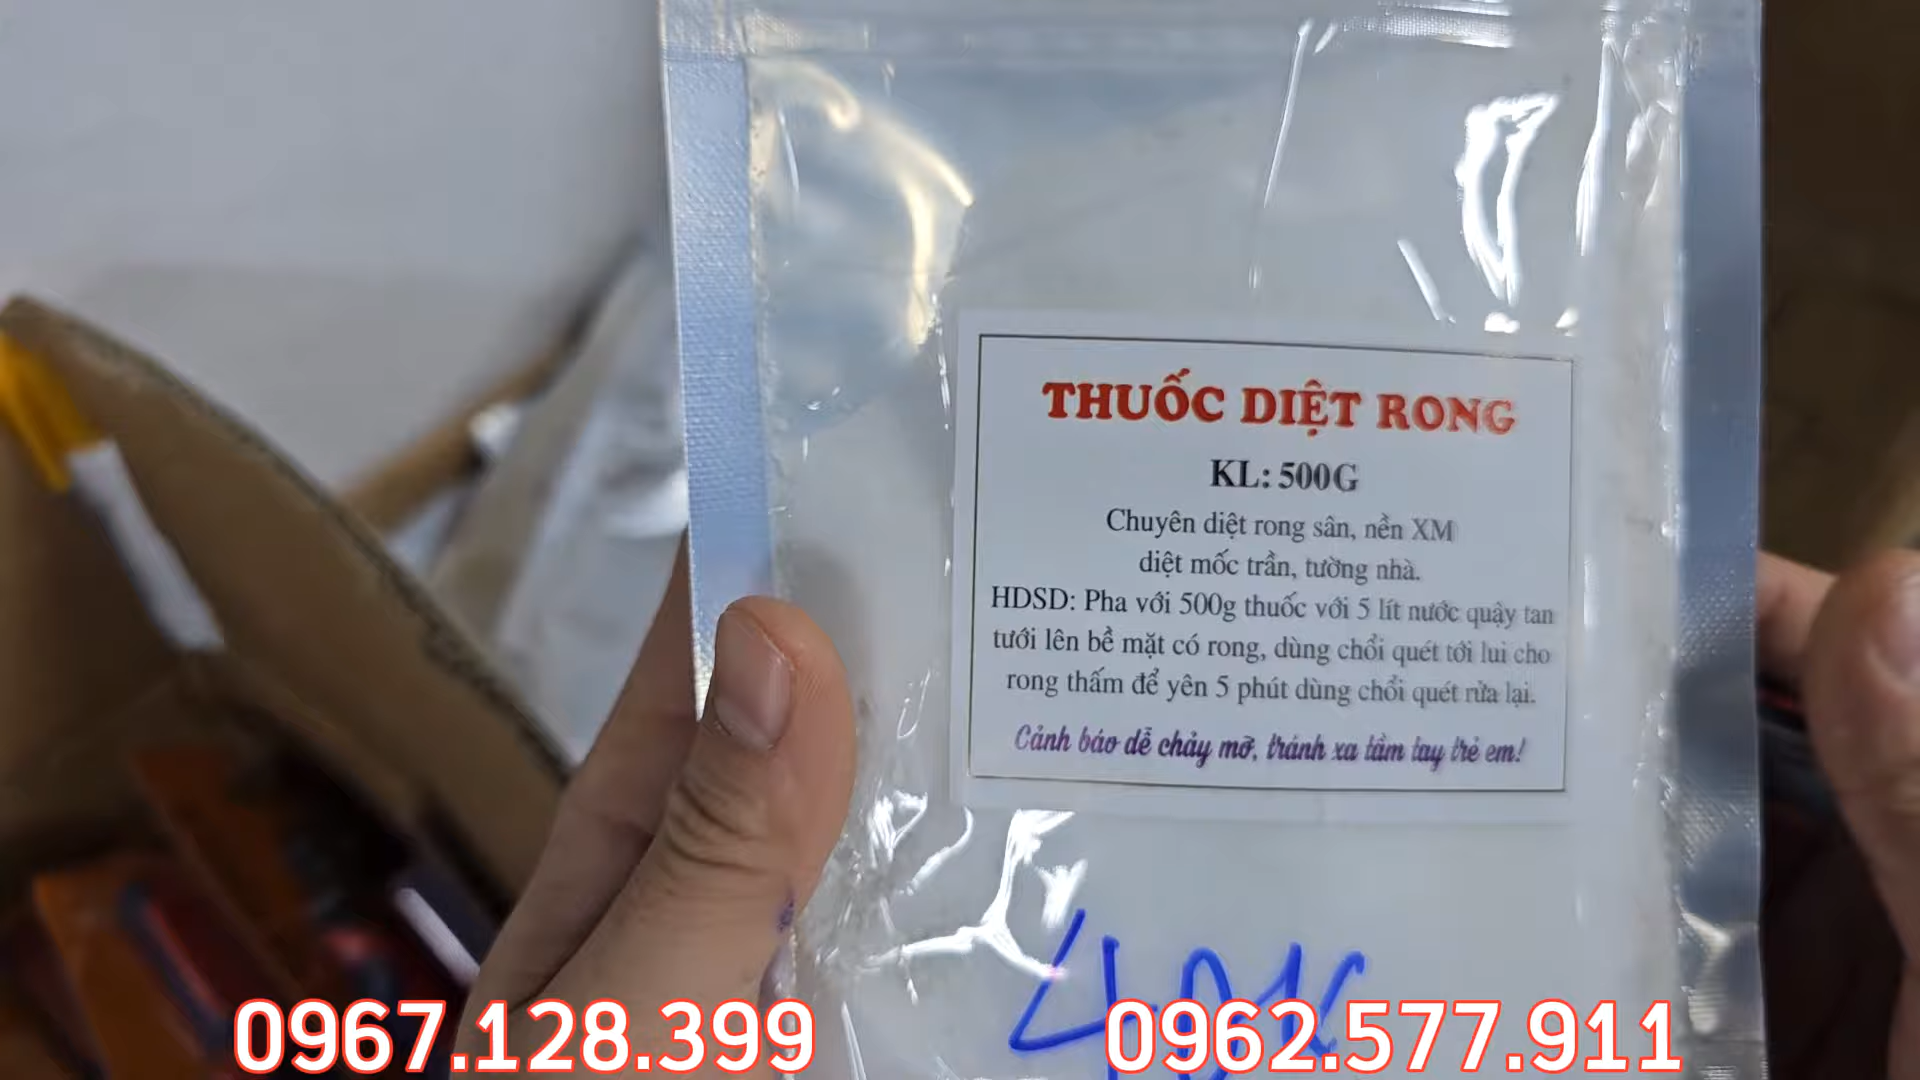 THUỐC DIỆT RONG
KL: 500G
Chuyên diệt rong sân, nền XM
diệt mốc trần, tường nhà.
HDSD: Pha với 500g thuốc với 5 lít nước quậy tan
tưới lên bề mặt có rong, dùng chổi quét tới lui cho
rong thấm để yên 5 phút dùng chổi quét rửa lại.
Cảnh báo dễ chảy mỡ, tránh xa tầm tay trẻ em!
40K
0967.128.399
0962.577.911